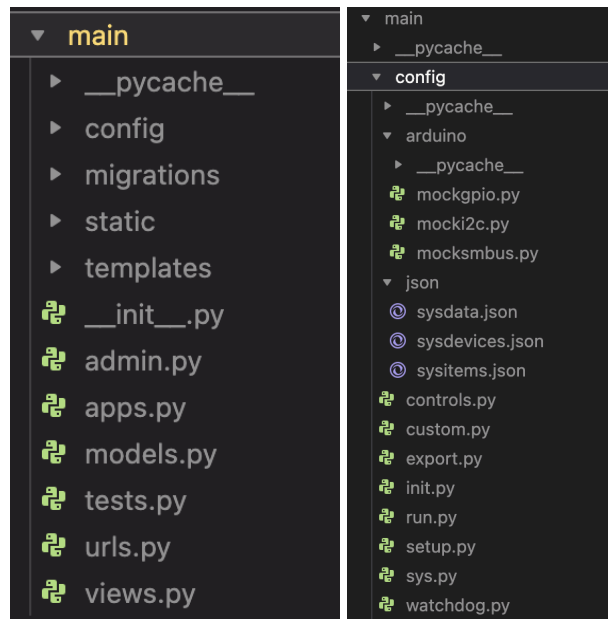 main
__pycache__
config
migrations
static
templates
__init__.py
admin.py
apps.py
models.py
tests.py
urls.py
views.py
main
__pycache__
config
__pycache__
arduino
__pycache__
mockgpio.py
mocki2c.py
mocksmbus.py
json
sysdata.json
sysdevices.json
sysitems.json
controls.py
custom.py
export.py
init.py
run.py
setup.py
sys.py
watchdog.py